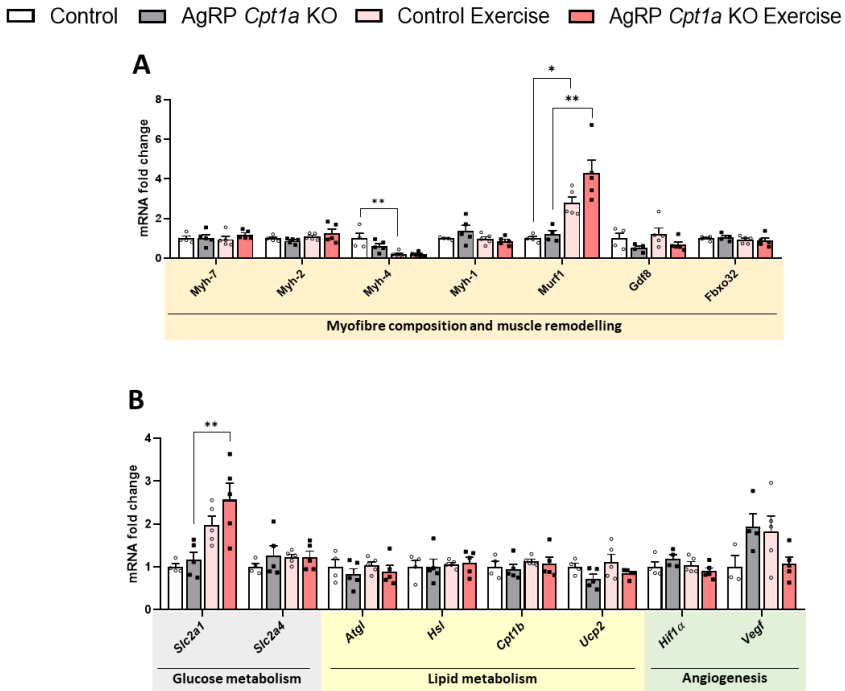 Control AgRP Cpt1a KO Control Exercise AgRP Cpt1a KO Exercise
A
mRNA fold change
8
6
4
2
0
**
*
**
Myh-7 Myh-2 Myh-4 Myh-1 Murf1 Gdf8 Fbxo32
Myofibre composition and muscle remodelling
B
mRNA fold change
4
3
2
1
0
**
Slc2a1 Slc2a4 Atgl Hsl Cpt1b Ucp2 Hif1α Vegf
Glucose metabolism Lipid metabolism Angiogenesis